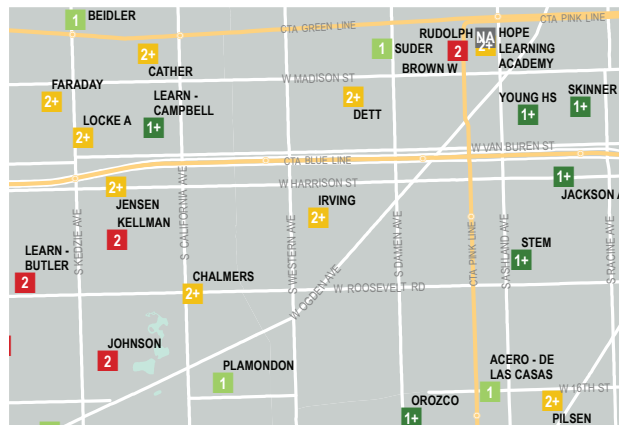 1
BEIDLER
CTA GREEN LINE
CTA PINK LINE
2+
CATHER
1
SUDER
RUDOLPH
2
BROWN W
NA
2+
HOPE
LEARNING
ACADEMY
W MADISON ST
FARADAY
2+
LOCKE A
2+
LEARN -
CAMPBELL
1+
2+
DETT
YOUNG HS
1+
SKINNER
1+
W VAN BUREN ST
CTA BLUE LINE
W HARRISON ST
2+
JENSEN
KELLMAN
2
IRVING
2+
1+
JACKSON A
S KEDZIE AVE
S CALIFORNIA AVE
S WESTERN AVE
S DAMEN AVE
CTA PINK LINE
S ASHLAND AVE
S RACINE AVE
LEARN -
BUTLER
2
STEM
1+
CHALMERS
2+
W OGDEN AVE
W ROOSEVELT RD
JOHNSON
2
PLAMONDON
1
ACERO - DE
LAS CASAS
1
W 16TH ST
OROZCO
1+
2+
PILSEN